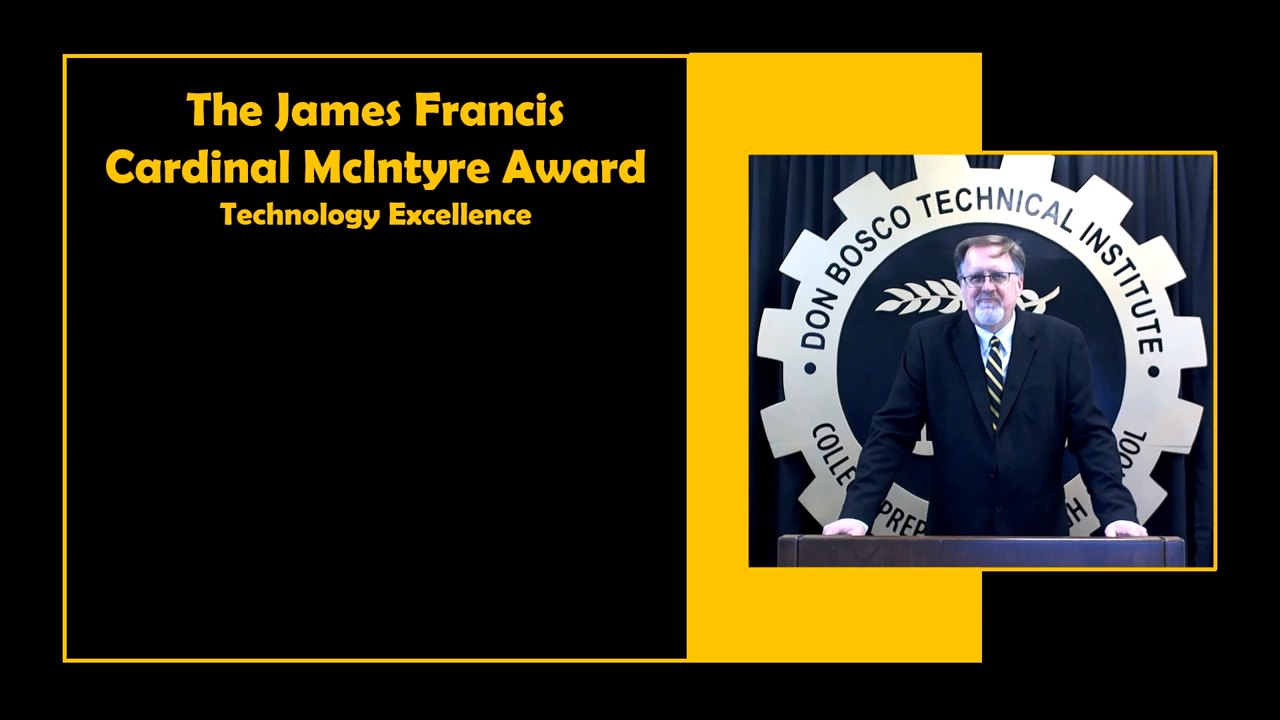 The James Francis
Cardinal McIntyre Award
Technology Excellence
• DON BOSCO TECHNICAL INSTITUTE •